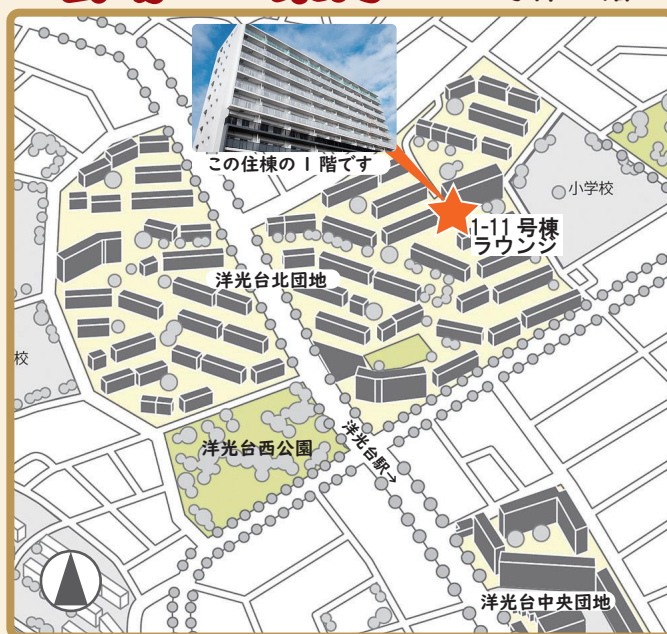 この住棟の 1 階です
小学校
1-11 号棟
ラウンジ
洋光台北団地
校
洋光台西公園
洋光台駅→
洋光台中央団地